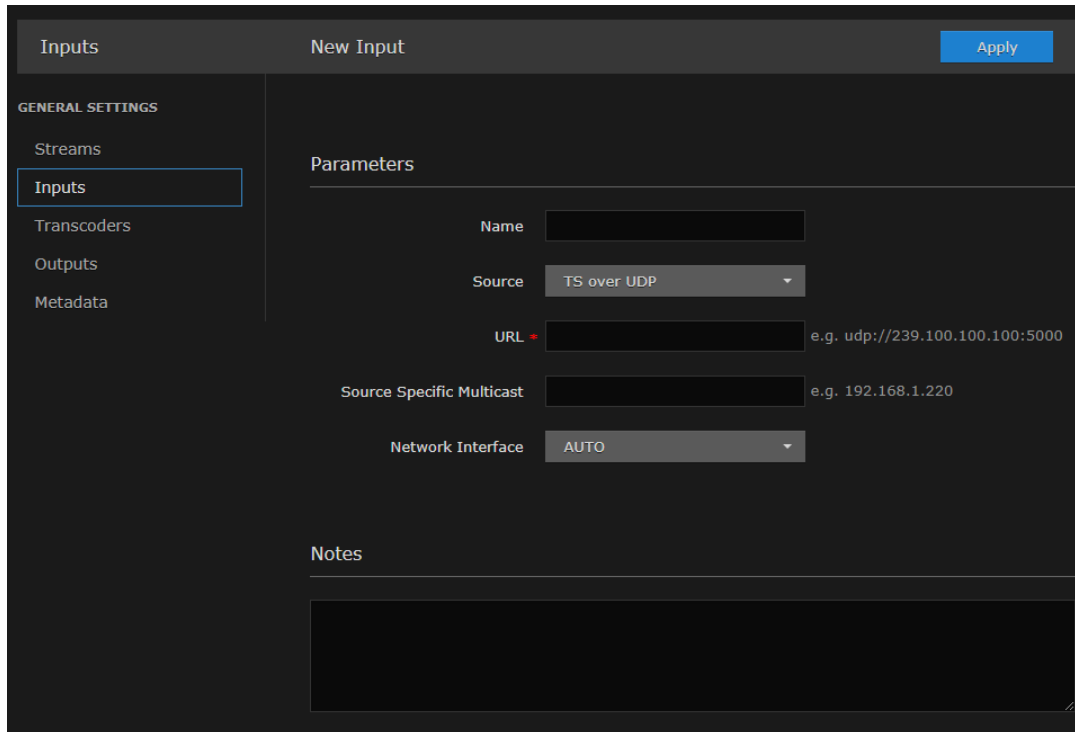 Inputs
New Input
Apply
GENERAL SETTINGS
Streams
Inputs
Transcoders
Outputs
Metadata
Parameters
Name
Source TS over UDP
URL * e.g. udp://239.100.100.100:5000
Source Specific Multicast e.g. 192.168.1.220
Network Interface AUTO
Notes